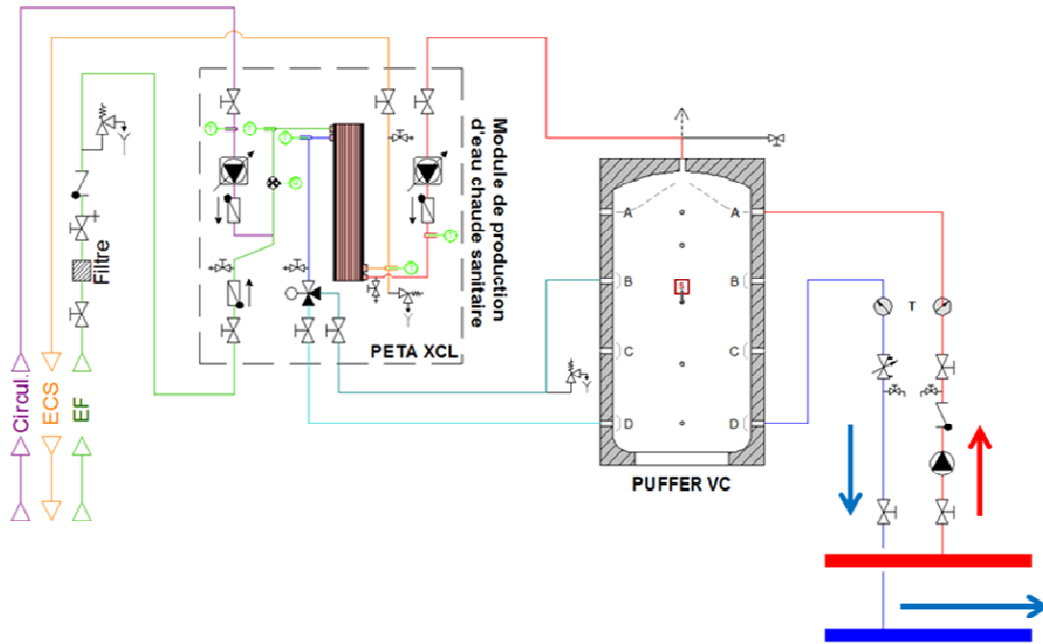 Module de production
d'eau chaude sanitaire
T
T
T
T
T
A
A
B
B
S
Filtre
T
PETA XCL
C
C
Circul.
ECS
EF
D
D
PUFFER VC